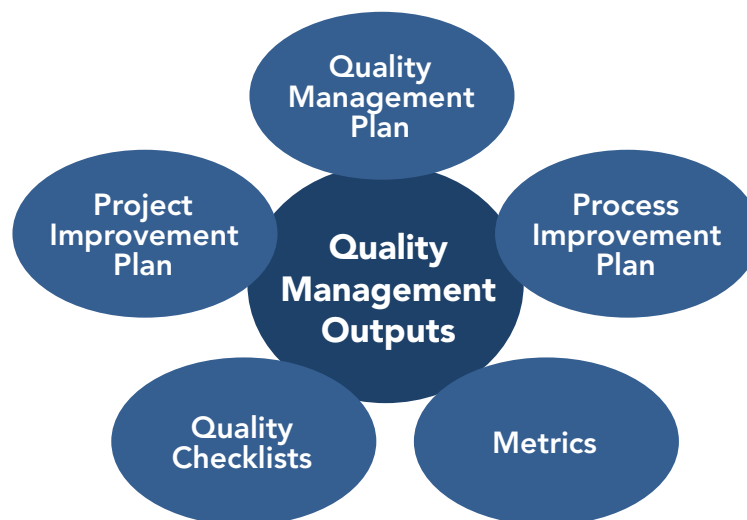 Quality
Management
Plan
Project
Improvement
Plan
Process
Improvement
Plan
Quality
Management
Outputs
Quality
Checklists
Metrics